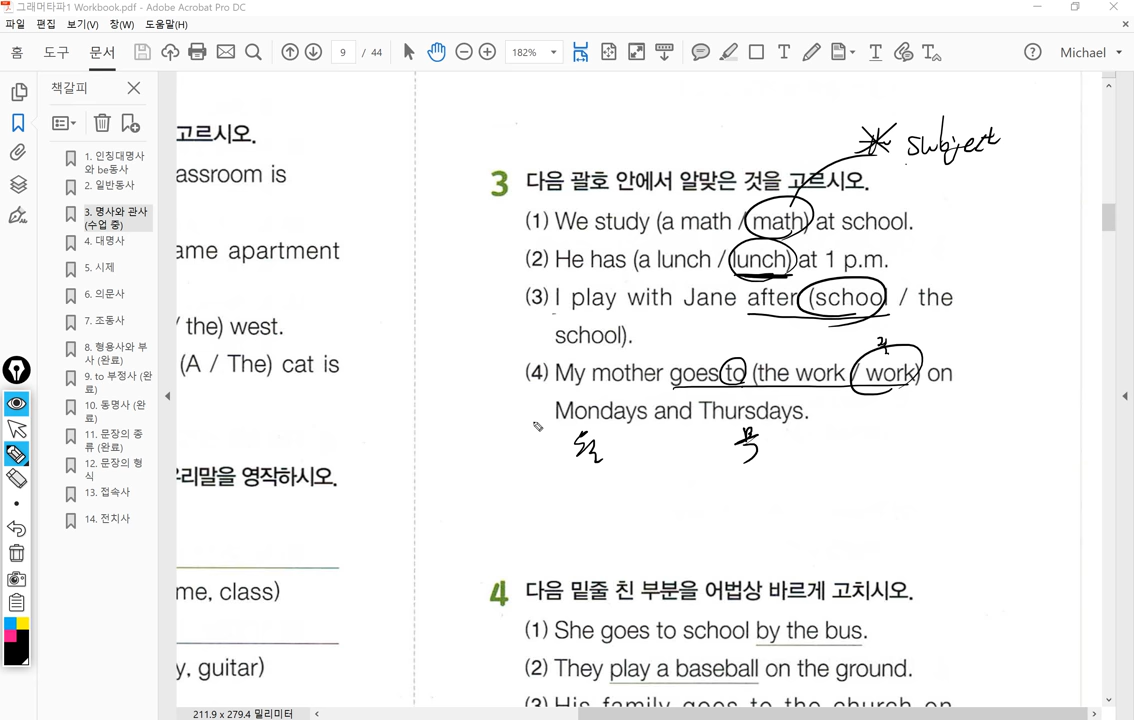 그래머타파1 Workbook.pdf - Adobe Acrobat Pro DC
파일 편집 보기(V) 창(W) 도움말(H)
홈 도구 문서 9 / 44 182% Michael
책갈피
1. 인칭대명사
와 be동사
2. 일반동사
3. 명사와 관사
(수업 중)
4. 대명사
5. 시제
6. 의문사
7. 조동사
8. 형용사와 부
사 (완료)
9. to 부정사 (완
료)
10. 동명사 (완
료)
11. 문장의 종
류 (완료)
12. 문장의 형
식
13. 접속사
14. 전치사
고르시오.
assroom is
ame apartment
/ the) west.
(A / The) cat is
우리말을 영작하시오.
me, class)
y, guitar)
subject
3 다음 괄호 안에서 알맞은 것을 고르시오.
(1) We study (a math / math) at school.
(2) He has (a lunch / lunch) at 1 p.m.
(3) I play with Jane after (school / the
school).
(4) My mother goes to (the work / work) on
Mondays and Thursdays.
목
4 다음 밑줄 친 부분을 어법상 바르게 고치시오.
(1) She goes to school by the bus.
(2) They play a baseball on the ground.
(3) His family goes to the church on
211.9 x 279.4 밀리미터